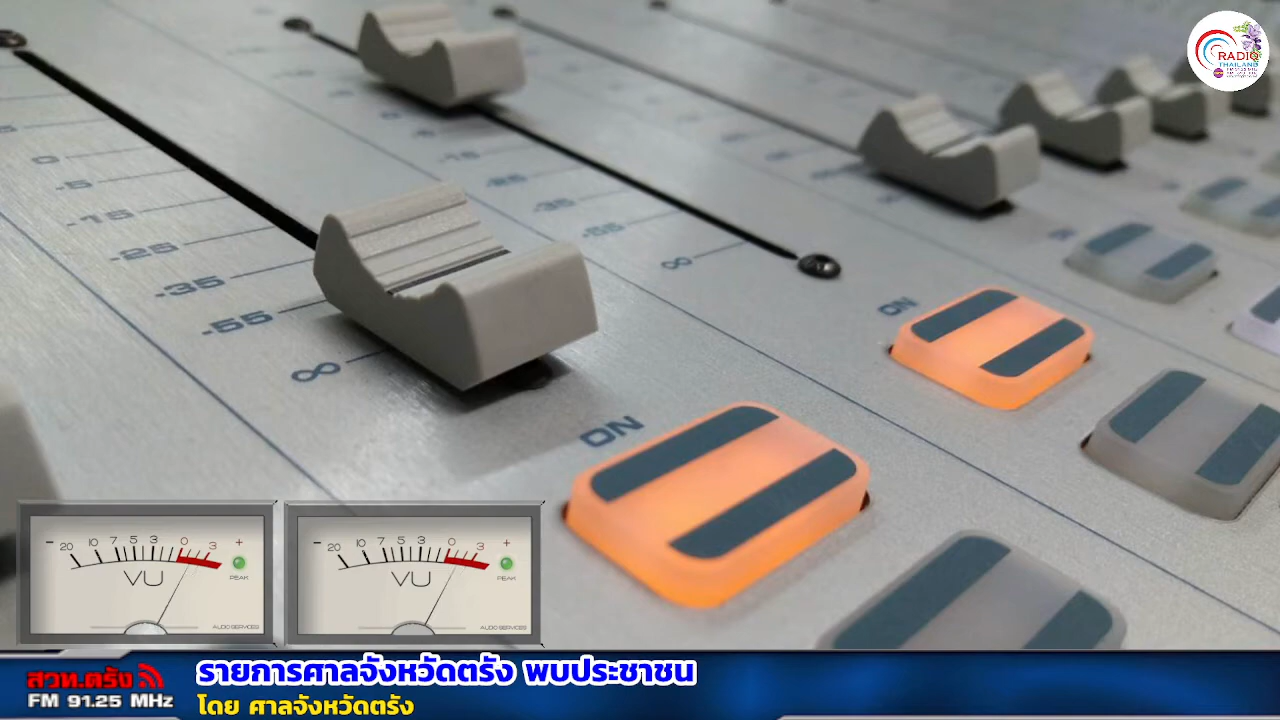 RADIO
THAILAND
0
-5
-15
-25
-35
-55
∞
-15
-25
-35
-55
∞
ON
ON
- 20 10 7 5 3 0 3 +
VU
PEAK
AUDIO SERVICES
- 20 10 7 5 3 0 3 +
VU
PEAK
AUDIO SERVICES
สวท.ตรัง
FM 91.25 MHz
รายการศาลจังหวัดตรัง พบประชาชน
โดย ศาลจังหวัดตรัง